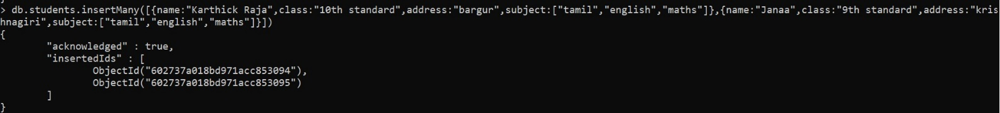 > db.students.insertMany([{name:"Karthick Raja",class:"10th standard",address:"bargur",subject:["tamil","english","maths"]},{name:"Janaa",class:"9th standard",address:"kris
hnagiri",subject:["tamil","english","maths"]}])
{
        "acknowledged" : true,
        "insertedIds" : [
                ObjectId("602737a018bd971acc853094"),
                ObjectId("602737a018bd971acc853095")
        ]
}